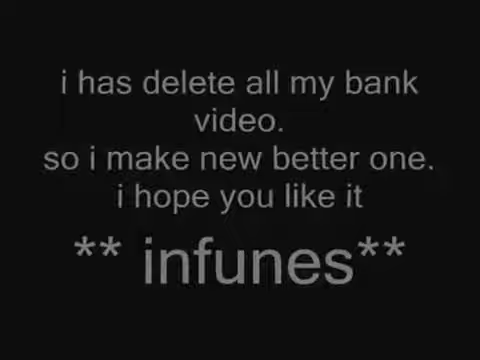 i has delete all my bank
video.
so i make new better one.
i hope you like it
** infunes**